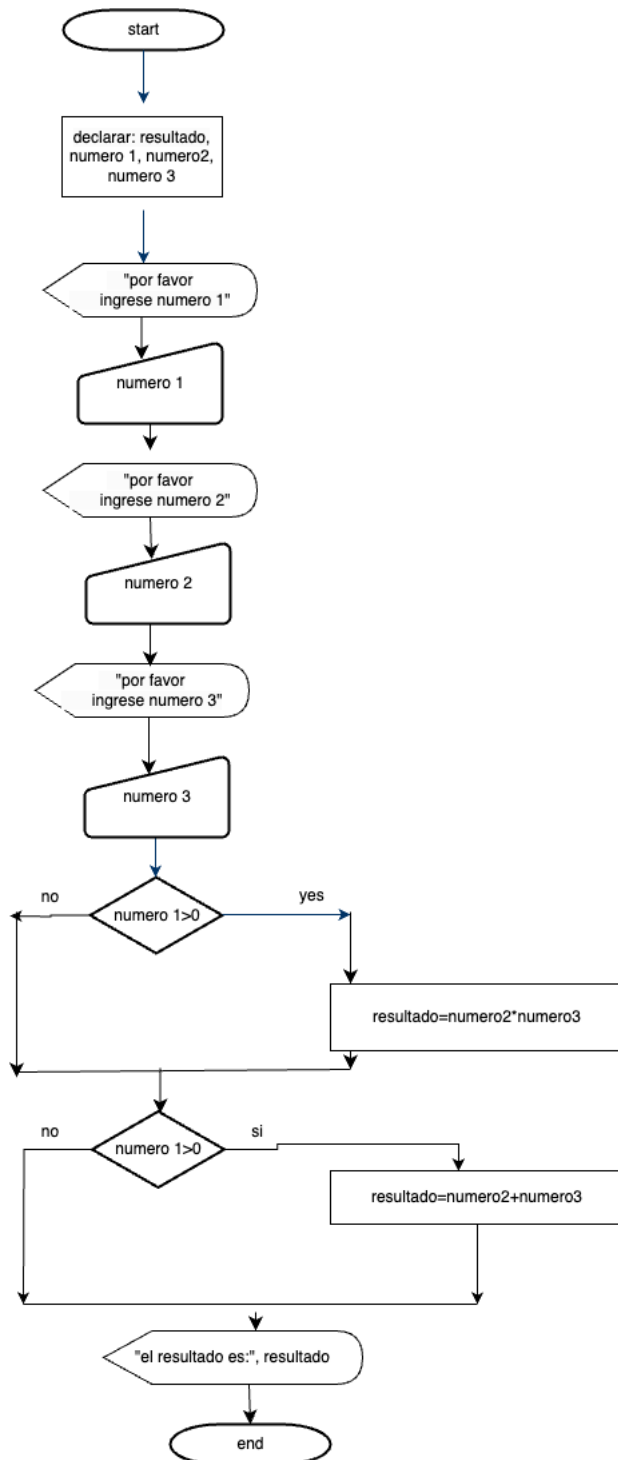 start
declarar: resultado,
numero 1, numero2,
numero 3
"por favor
ingrese numero 1"
numero 1
"por favor
ingrese numero 2"
numero 2
"por favor
ingrese numero 3"
numero 3
no
numero 1>0
yes
resultado=numero2*numero3
no
numero 1>0
si
resultado=numero2+numero3
"el resultado es:", resultado
end